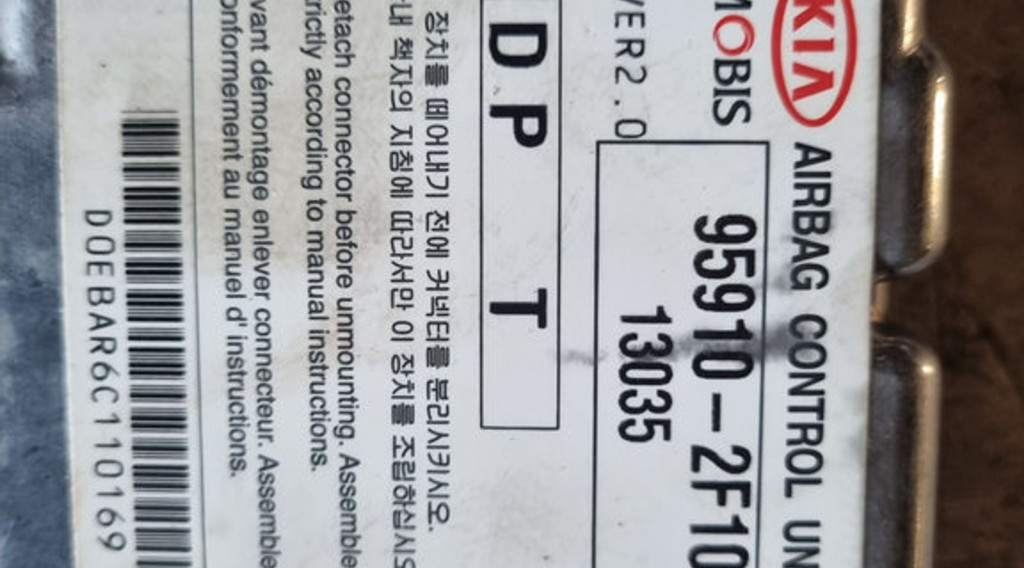 KIA AIRBAG CONTROL UN
MOBIS 95910-2F10
VER2.0 13035
D P T
장치를 떼어내기 전에 커넥터를 분리시키시오.
내 책자의 지침에 따라서만 이 장치를 조립하십시오
etach connector before unmounting. Assemble
rictly according to manual instructions.
vant démontage enlever connecteur. Assemble
onformement au manuel d' instructions.
D0EBAR6C110169